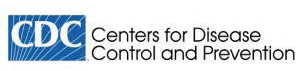 CDC
Centers for Disease
Control and Prevention